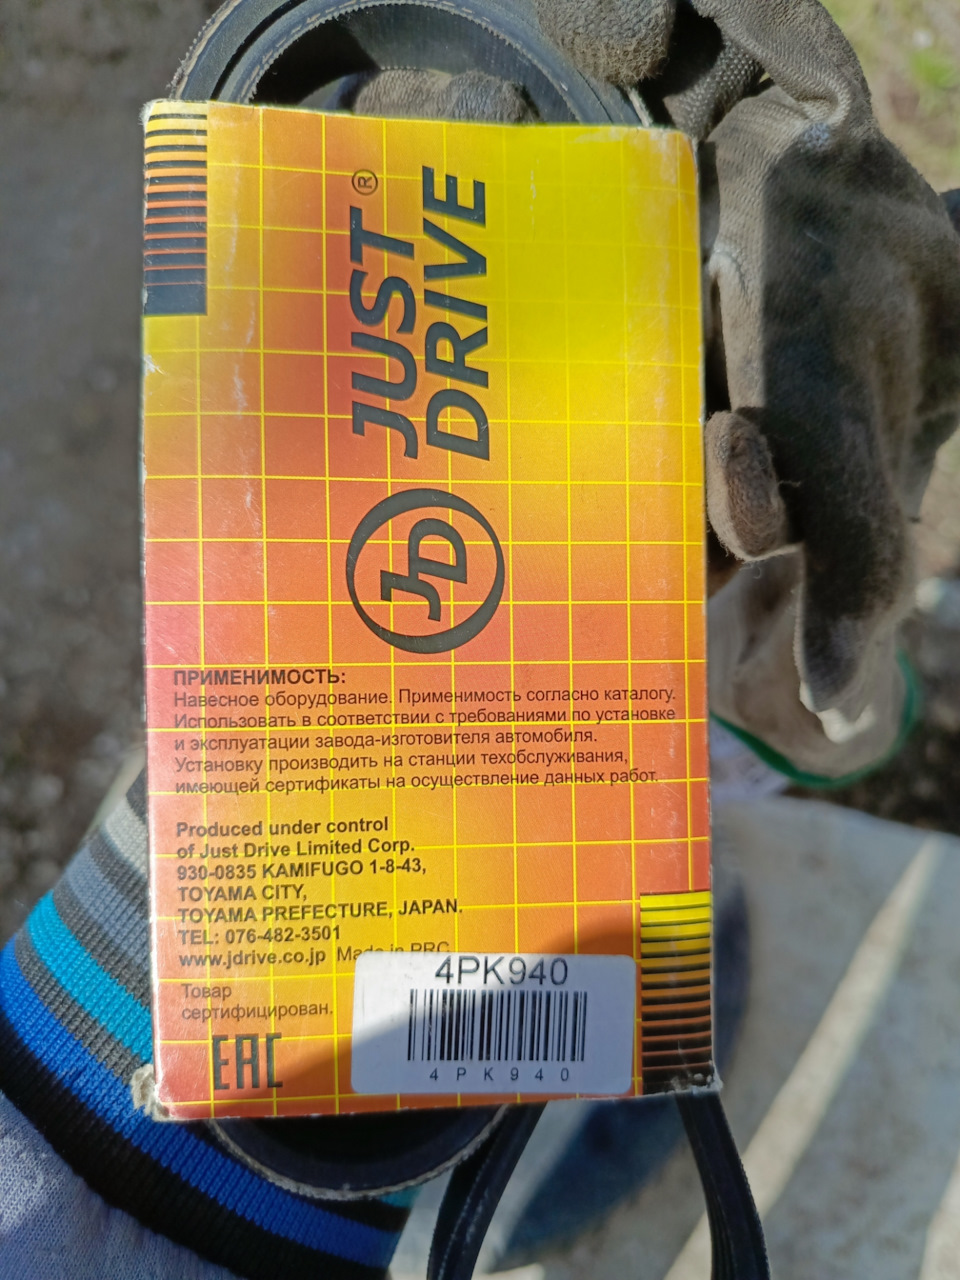 JUST®
DRIVE
JD
ПРИМЕНИМОСТЬ:
Навесное оборудование. Применимость согласно каталогу.
Использовать в соответствии с требованиями по установке
и эксплуатации завода-изготовителя автомобиля.
Установку производить на станции техобслуживания,
имеющей сертификаты на осуществление данных работ.
Produced under control
of Just Drive Limited Corp.
930-0835 KAMIFUGO 1-8-43,
TOYAMA CITY,
TOYAMA PREFECTURE, JAPAN.
TEL: 076-482-3501
www.jdrive.co.jp Made in PRC
Товар
сертифицирован.
EAC
4PK940
4PK940